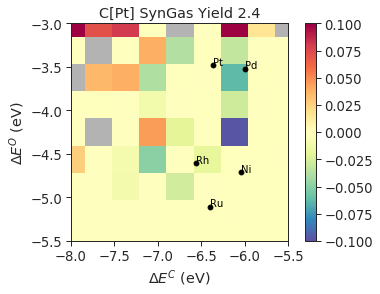 C[Pt] SynGas Yield 2.4
ΔE^O (eV)
−3.0
−3.5
−4.0
−4.5
−5.0
−5.5
Pt
Pd
Rh
Ni
Ru
−8.0 −7.5 −7.0 −6.5 −6.0 −5.5
ΔE^C (eV)
0.100
0.075
0.050
0.025
0.000
−0.025
−0.050
−0.075
−0.100